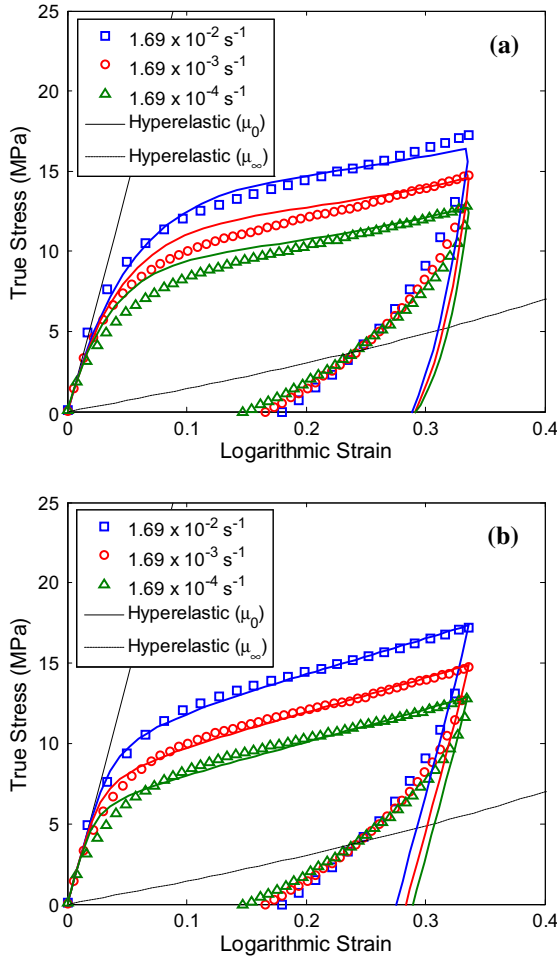 (a)
1.69 x 10⁻² s⁻¹
1.69 x 10⁻³ s⁻¹
1.69 x 10⁻⁴ s⁻¹
Hyperelastic (μ₀)
Hyperelastic (μ∞)
True Stress (MPa)
25
20
15
10
5
0
0
0.1
0.2
0.3
0.4
Logarithmic Strain
(b)
1.69 x 10⁻² s⁻¹
1.69 x 10⁻³ s⁻¹
1.69 x 10⁻⁴ s⁻¹
Hyperelastic (μ₀)
Hyperelastic (μ∞)
True Stress (MPa)
25
20
15
10
5
0
0
0.1
0.2
0.3
0.4
Logarithmic Strain